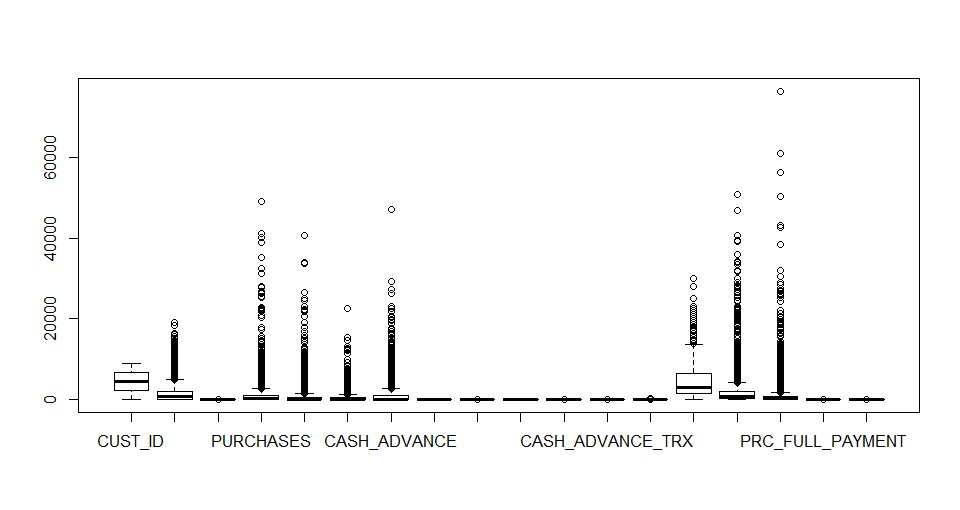 60000
40000
20000
0
CUST_ID PURCHASES CASH_ADVANCE CASH_ADVANCE_TRX PRC_FULL_PAYMENT